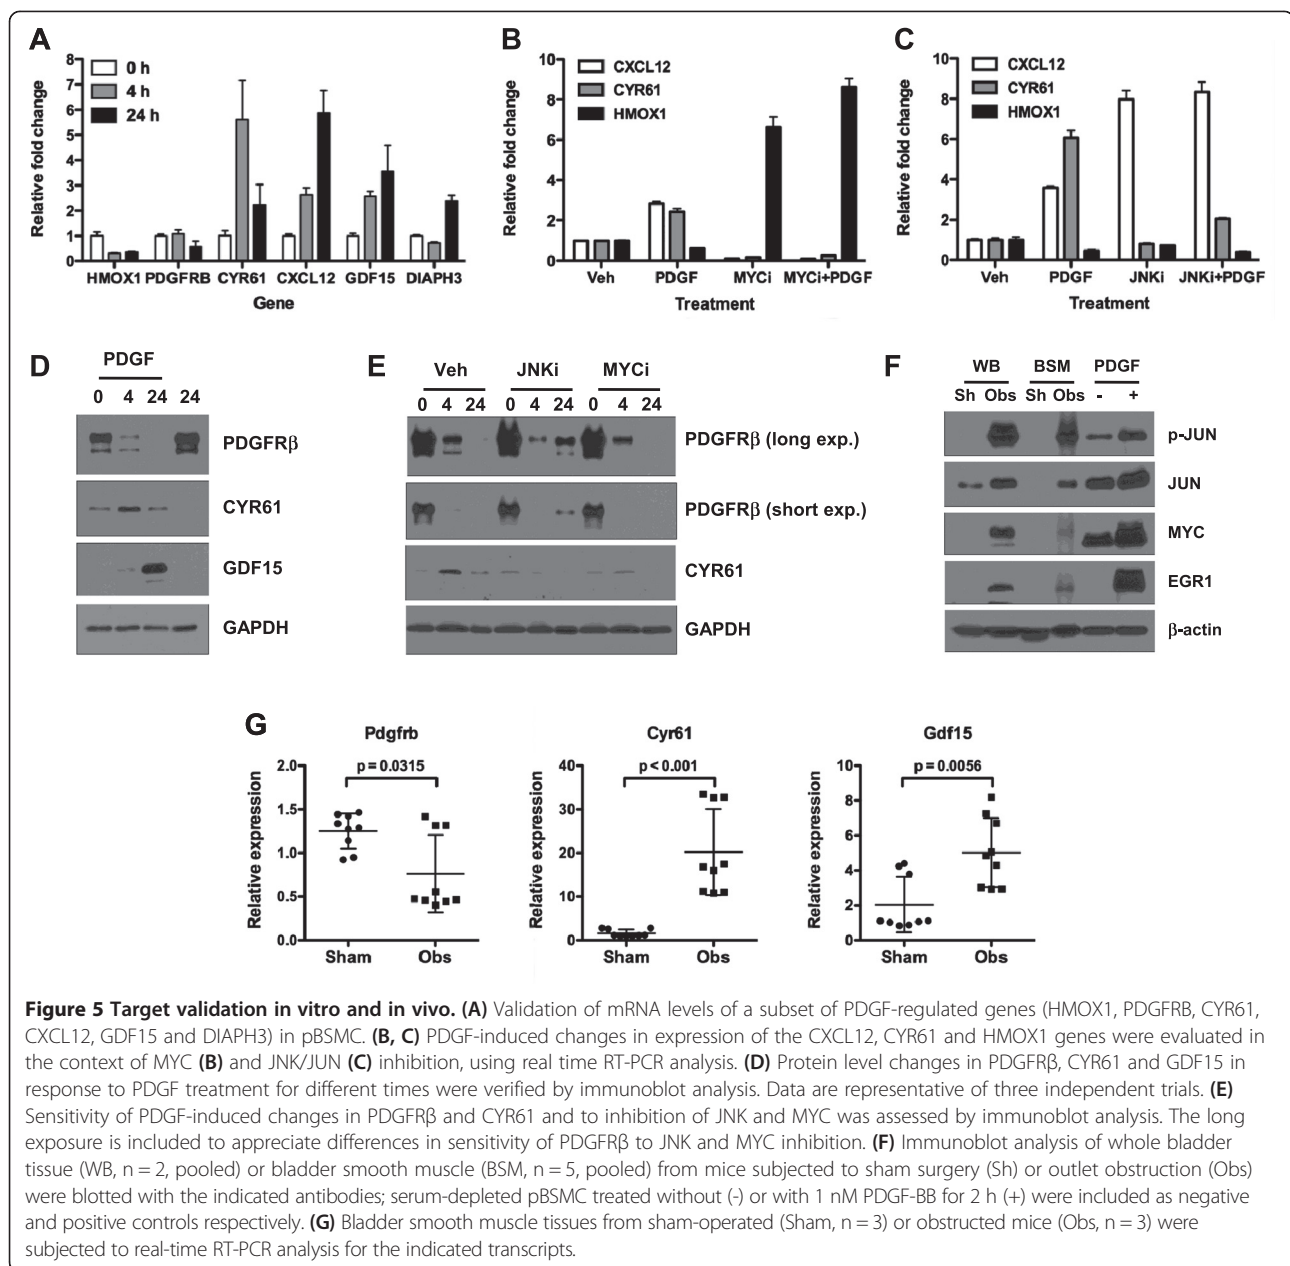 A
Relative fold change
8
7
6
5
4
3
2
1
0
0 h
4 h
24 h
HMOX1 PDGFRB CYR61 CXCL12 GDF15 DIAPH3
Gene
B
Relative fold change
10
8
6
4
2
0
CXCL12
CYR61
HMOX1
Veh PDGF MYCi MYCi+PDGF
Treatment
C
Relative fold change
10
8
6
4
2
0
CXCL12
CYR61
HMOX1
Veh PDGF JNKi JNKi+PDGF
Treatment
D
PDGF
0 4 24 24
PDGFRβ
CYR61
GDF15
GAPDH
E
Veh JNKi MYCi
0 4 24 0 4 24 0 4 24
PDGFRβ (long exp.)
PDGFRβ (short exp.)
CYR61
GAPDH
F
WB BSM PDGF
Sh Obs Sh Obs - +
p-JUN
JUN
MYC
EGR1
β-actin
G
Pdgfrb
Relative expression
2.0
1.5
1.0
0.5
0.0
p = 0.0315
Sham Obs
Cyr61
Relative expression
40
30
20
10
0
p < 0.001
Sham Obs
Gdf15
Relative expression
10
8
6
4
2
0
p = 0.0056
Sham Obs
Figure 5 Target validation in vitro and in vivo. (A) Validation of mRNA levels of a subset of PDGF-regulated genes (HMOX1, PDGFRB, CYR61,
CXCL12, GDF15 and DIAPH3) in pBSMC. (B, C) PDGF-induced changes in expression of the CXCL12, CYR61 and HMOX1 genes were evaluated in
the context of MYC (B) and JNK/JUN (C) inhibition, using real time RT-PCR analysis. (D) Protein level changes in PDGFRβ, CYR61 and GDF15 in
response to PDGF treatment for different times were verified by immunoblot analysis. Data are representative of three independent trials. (E)
Sensitivity of PDGF-induced changes in PDGFRβ and CYR61 and to inhibition of JNK and MYC was assessed by immunoblot analysis. The long
exposure is included to appreciate differences in sensitivity of PDGFRβ to JNK and MYC inhibition. (F) Immunoblot analysis of whole bladder
tissue (WB, n = 2, pooled) or bladder smooth muscle (BSM, n = 5, pooled) from mice subjected to sham surgery (Sh) or outlet obstruction (Obs)
were blotted with the indicated antibodies; serum-depleted pBSMC treated without (-) or with 1 nM PDGF-BB for 2 h (+) were included as negative
and positive controls respectively. (G) Bladder smooth muscle tissues from sham-operated (Sham, n = 3) or obstructed mice (Obs, n = 3) were
subjected to real-time RT-PCR analysis for the indicated transcripts.